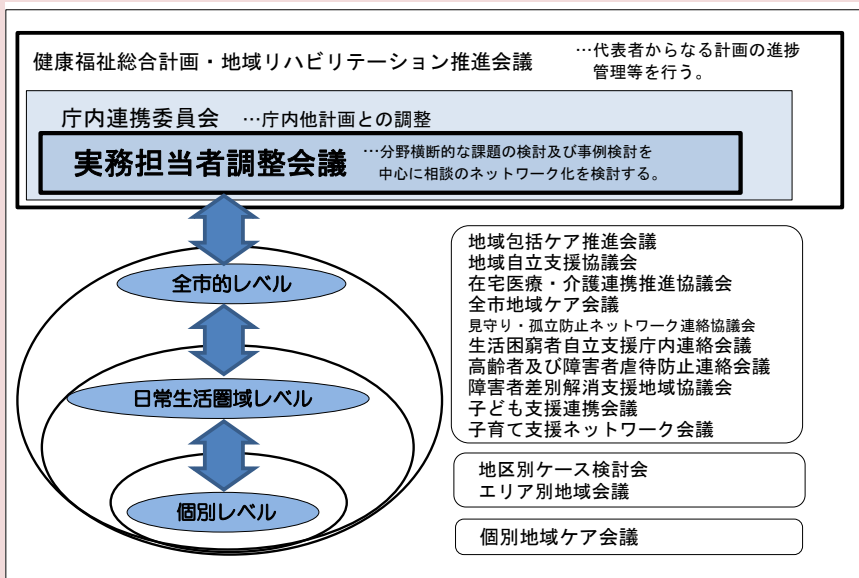 健康福祉総合計画・地域リハビリテーション推進会議
…代表者からなる計画の進捗
管理等を行う。
庁内連携委員会 …庁内他計画との調整
実務担当者調整会議
…分野横断的な課題の検討及び事例検討を
中心に相談のネットワーク化を検討する。
全市的レベル
日常生活圏域レベル
個別レベル
地域包括ケア推進会議
地域自立支援協議会
在宅医療・介護連携推進協議会
全市地域ケア会議
見守り・孤立防止ネットワーク連絡協議会
生活困窮者自立支援庁内連絡会議
高齢者及び障害者虐待防止連絡会議
障害者差別解消支援地域協議会
子ども支援連携会議
子育て支援ネットワーク会議
地区別ケース検討会
エリア別地域会議
個別地域ケア会議